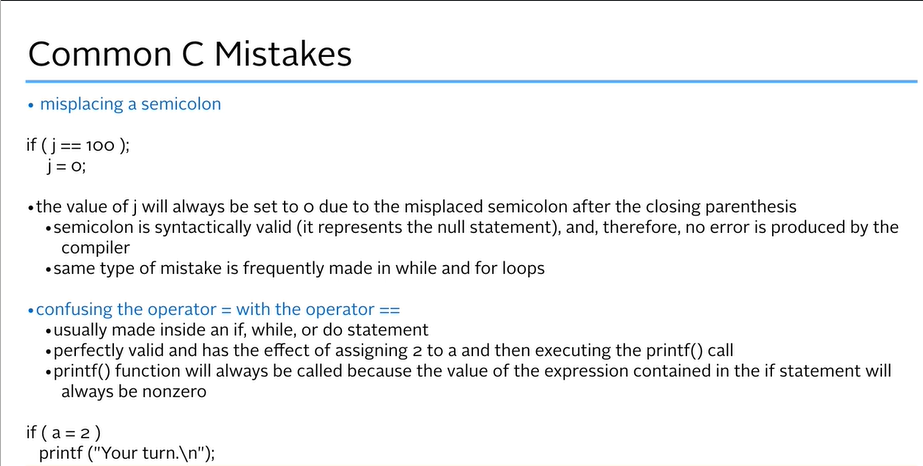 Common C Mistakes
• misplacing a semicolon
if ( j == 100 );
j = 0;
•the value of j will always be set to 0 due to the misplaced semicolon after the closing parenthesis
•semicolon is syntactically valid (it represents the null statement), and, therefore, no error is produced by the
compiler
•same type of mistake is frequently made in while and for loops
•confusing the operator = with the operator ==
•usually made inside an if, while, or do statement
•perfectly valid and has the effect of assigning 2 to a and then executing the printf() call
•printf() function will always be called because the value of the expression contained in the if statement will
always be nonzero
if ( a = 2 )
printf ("Your turn.\n");